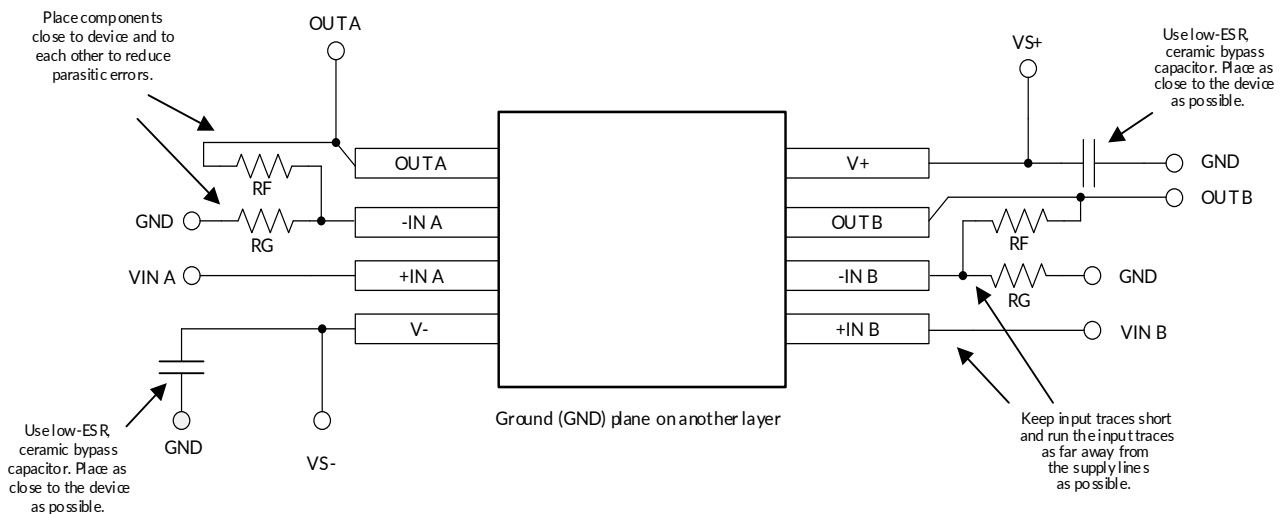 Place components
close to device and to
each other to reduce
parasitic errors.
OUT A
VS+
Use low-ESR,
ceramic bypass
capacitor. Place as
close to the device
as possible.
OUT A
V+
GND
RF
OUT B
GND
-IN A
OUT B
RF
RG
VIN A
+IN A
-IN B
GND
RG
V-
+IN B
VIN B
Ground (GND) plane on another layer
Keep input traces short
and run the input traces
as far away from
the supply lines
as possible.
Use low-ESR,
ceramic bypass
capacitor. Place as
close to the device
as possible.
GND
VS-